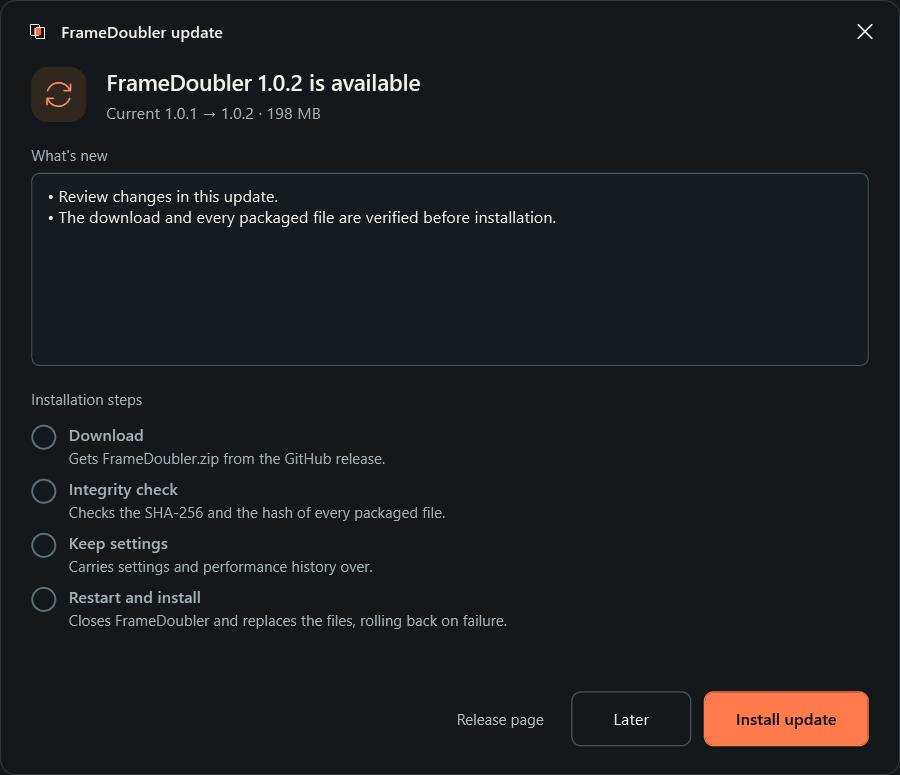 FrameDoubler update
FrameDoubler 1.0.2 is available
Current 1.0.1 → 1.0.2 · 198 MB
What's new
• Review changes in this update.
• The download and every packaged file are verified before installation.
Installation steps
Download
Gets FrameDoubler.zip from the GitHub release.
Integrity check
Checks the SHA-256 and the hash of every packaged file.
Keep settings
Carries settings and performance history over.
Restart and install
Closes FrameDoubler and replaces the files, rolling back on failure.
Release page
Later
Install update